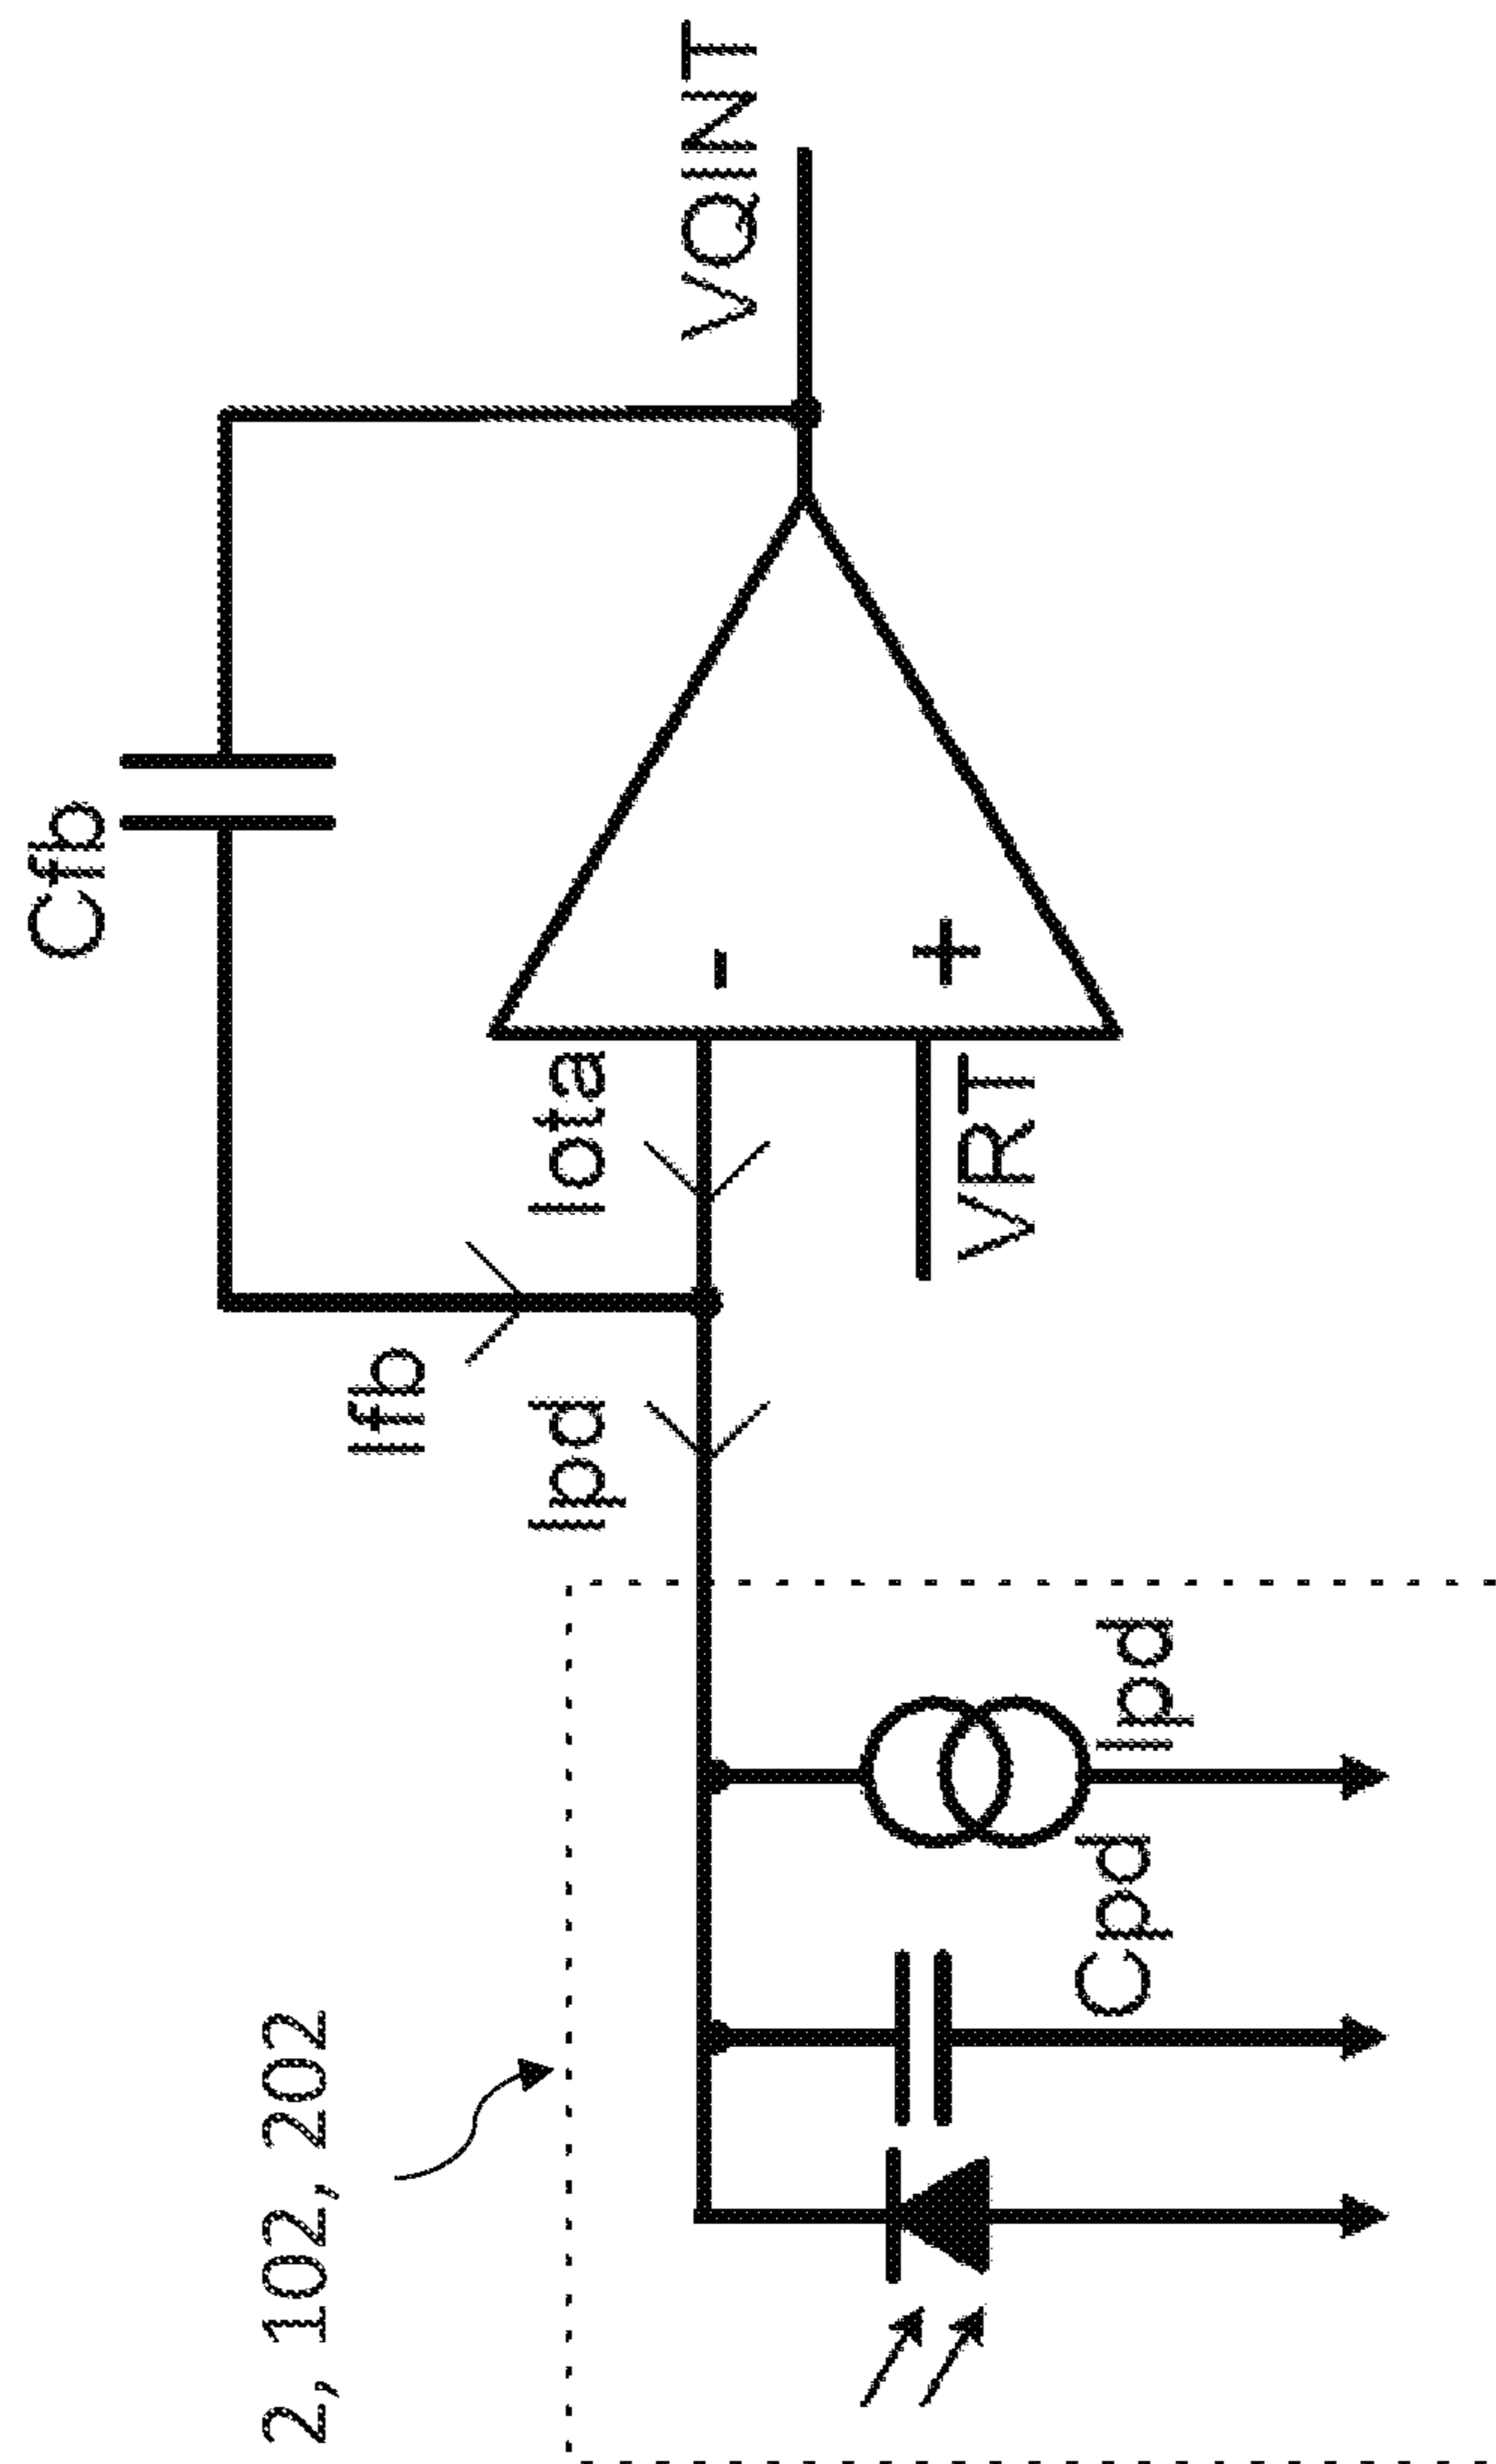 Cfb
VQINT
Ifb
Iota
Ipd
-
+
VRT
2, 102, 202
Cpd
Ipd